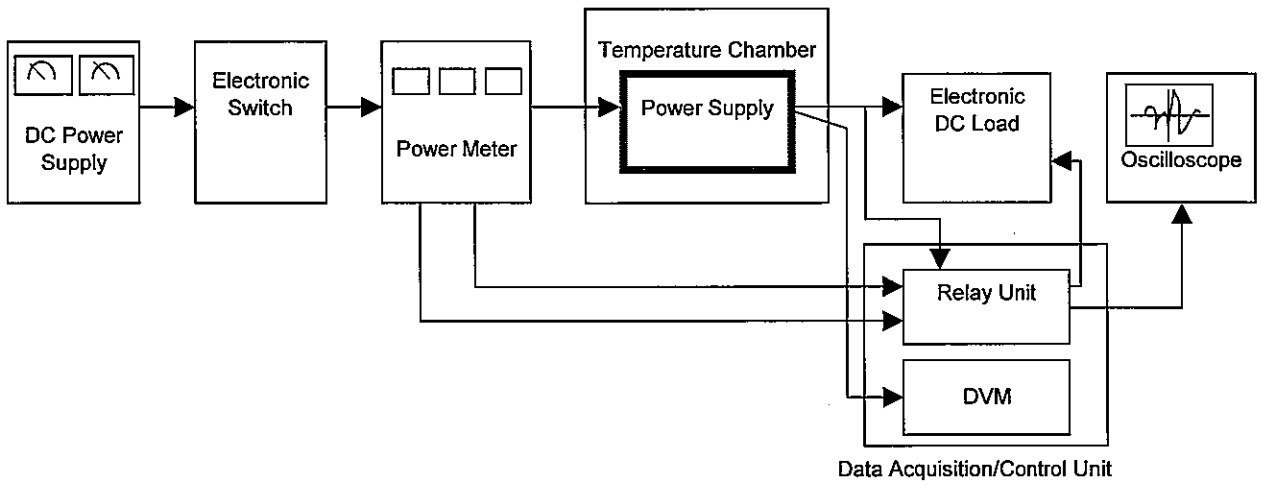 DC Power
Supply
Electronic
Switch
Power Meter
Temperature Chamber
Power Supply
Electronic
DC Load
Oscilloscope
Relay Unit
DVM
Data Acquisition/Control Unit